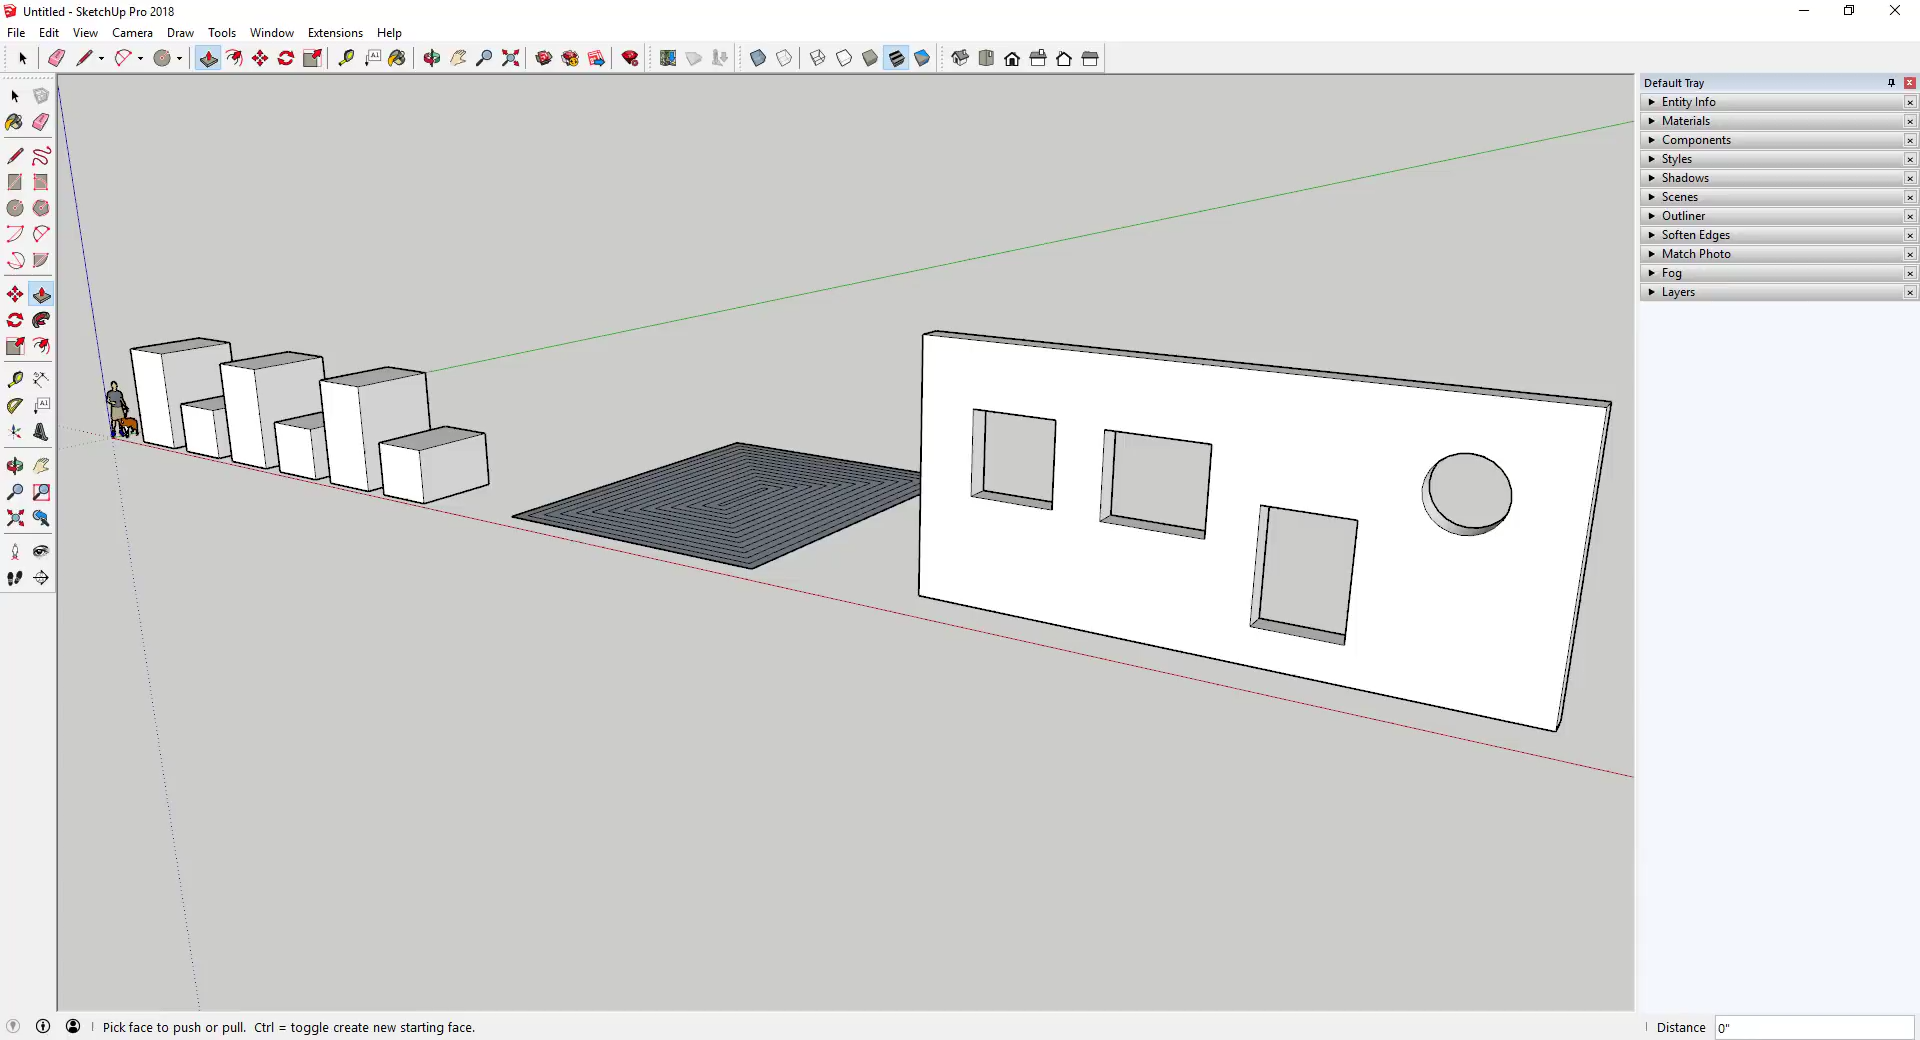 Untitled - SketchUp Pro 2018
File Edit View Camera Draw Tools Window Extensions Help
Default Tray
Entity Info
Materials
Components
Styles
Shadows
Scenes
Outliner
Soften Edges
Match Photo
Fog
Layers
Pick face to push or pull. Ctrl = toggle create new starting face.
Distance 0"